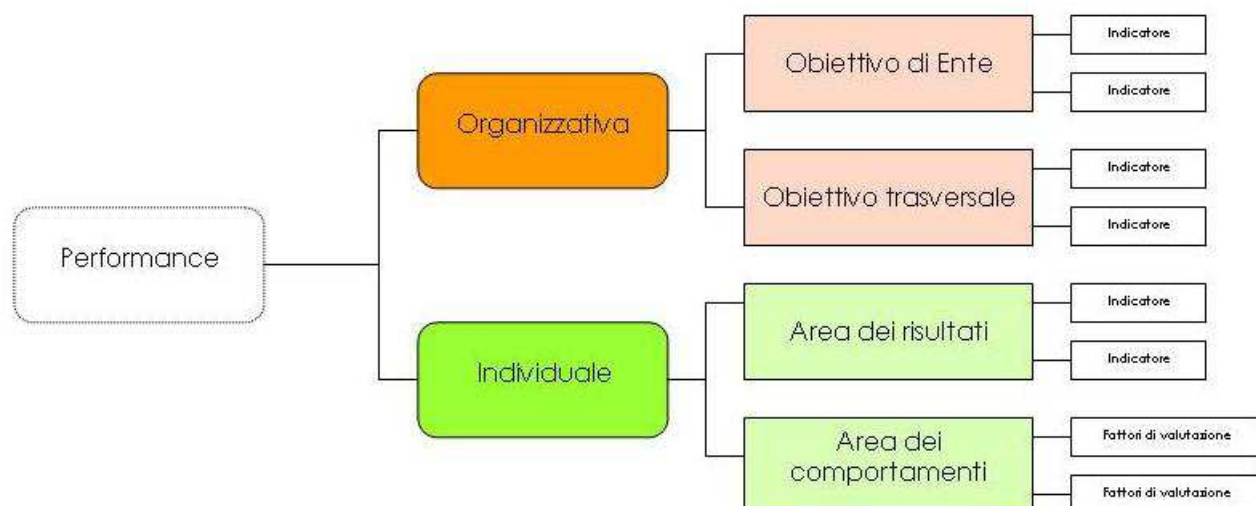 Performance
Organizzativa
Obiettivo di Ente
Indicatore
Indicatore
Obiettivo trasversale
Indicatore
Indicatore
Individuale
Area dei risultati
Indicatore
Indicatore
Area dei
comportamenti
Fattori di valutazione
Fattori di valutazione